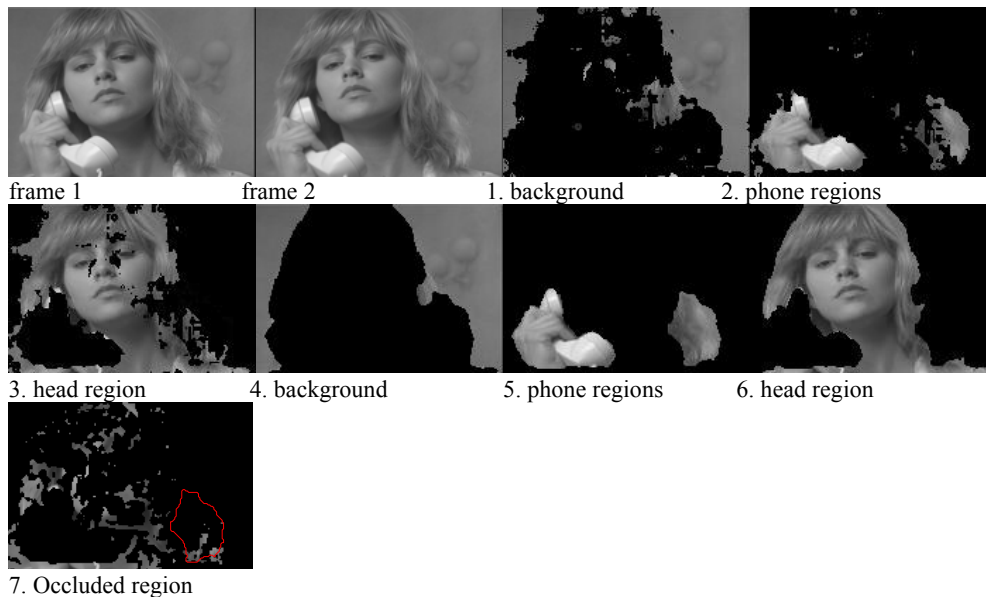 frame 1 frame 2 1. background 2. phone regions
3. head region 4. background 5. phone regions 6. head region
7. Occluded region